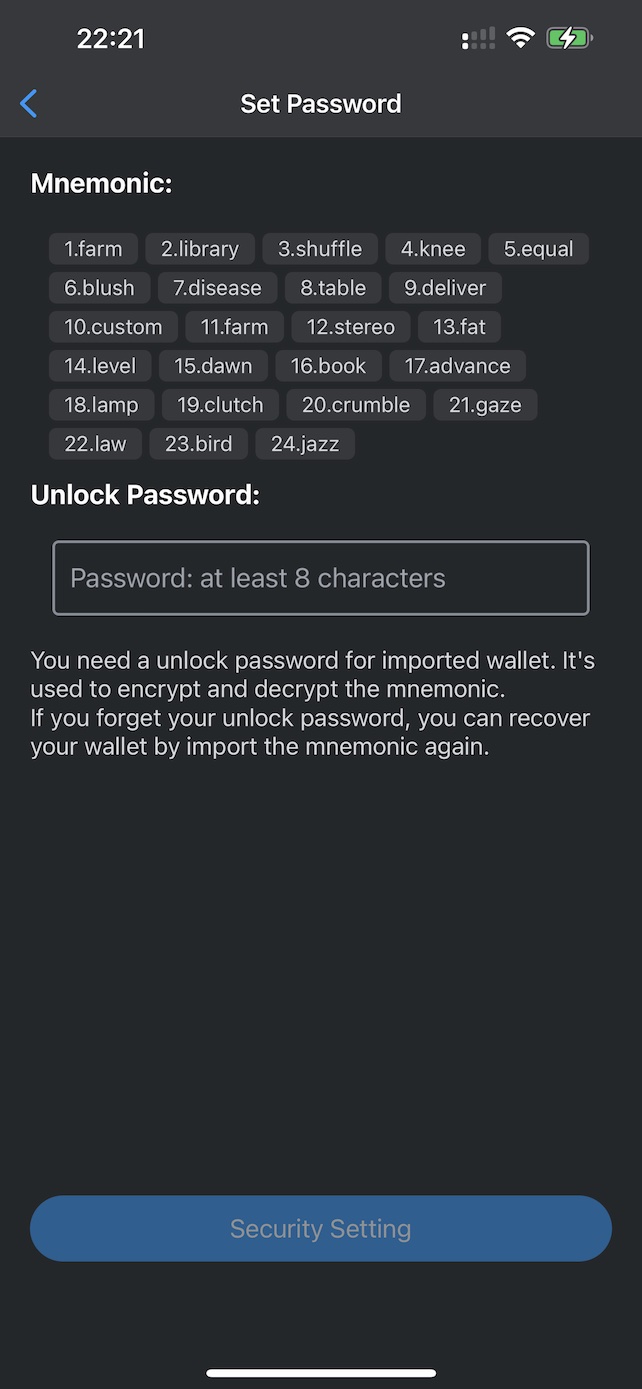 22:21
Set Password
Mnemonic:
1.farm 2.library 3.shuffle 4.knee 5.equal
6.blush 7.disease 8.table 9.deliver
10.custom 11.farm 12.stereo 13.fat
14.level 15.dawn 16.book 17.advance
18.lamp 19.clutch 20.crumble 21.gaze
22.law 23.bird 24.jazz
Unlock Password:
Password: at least 8 characters
You need a unlock password for imported wallet. It's
used to encrypt and decrypt the mnemonic.
If you forget your unlock password, you can recover
your wallet by import the mnemonic again.
Security Setting